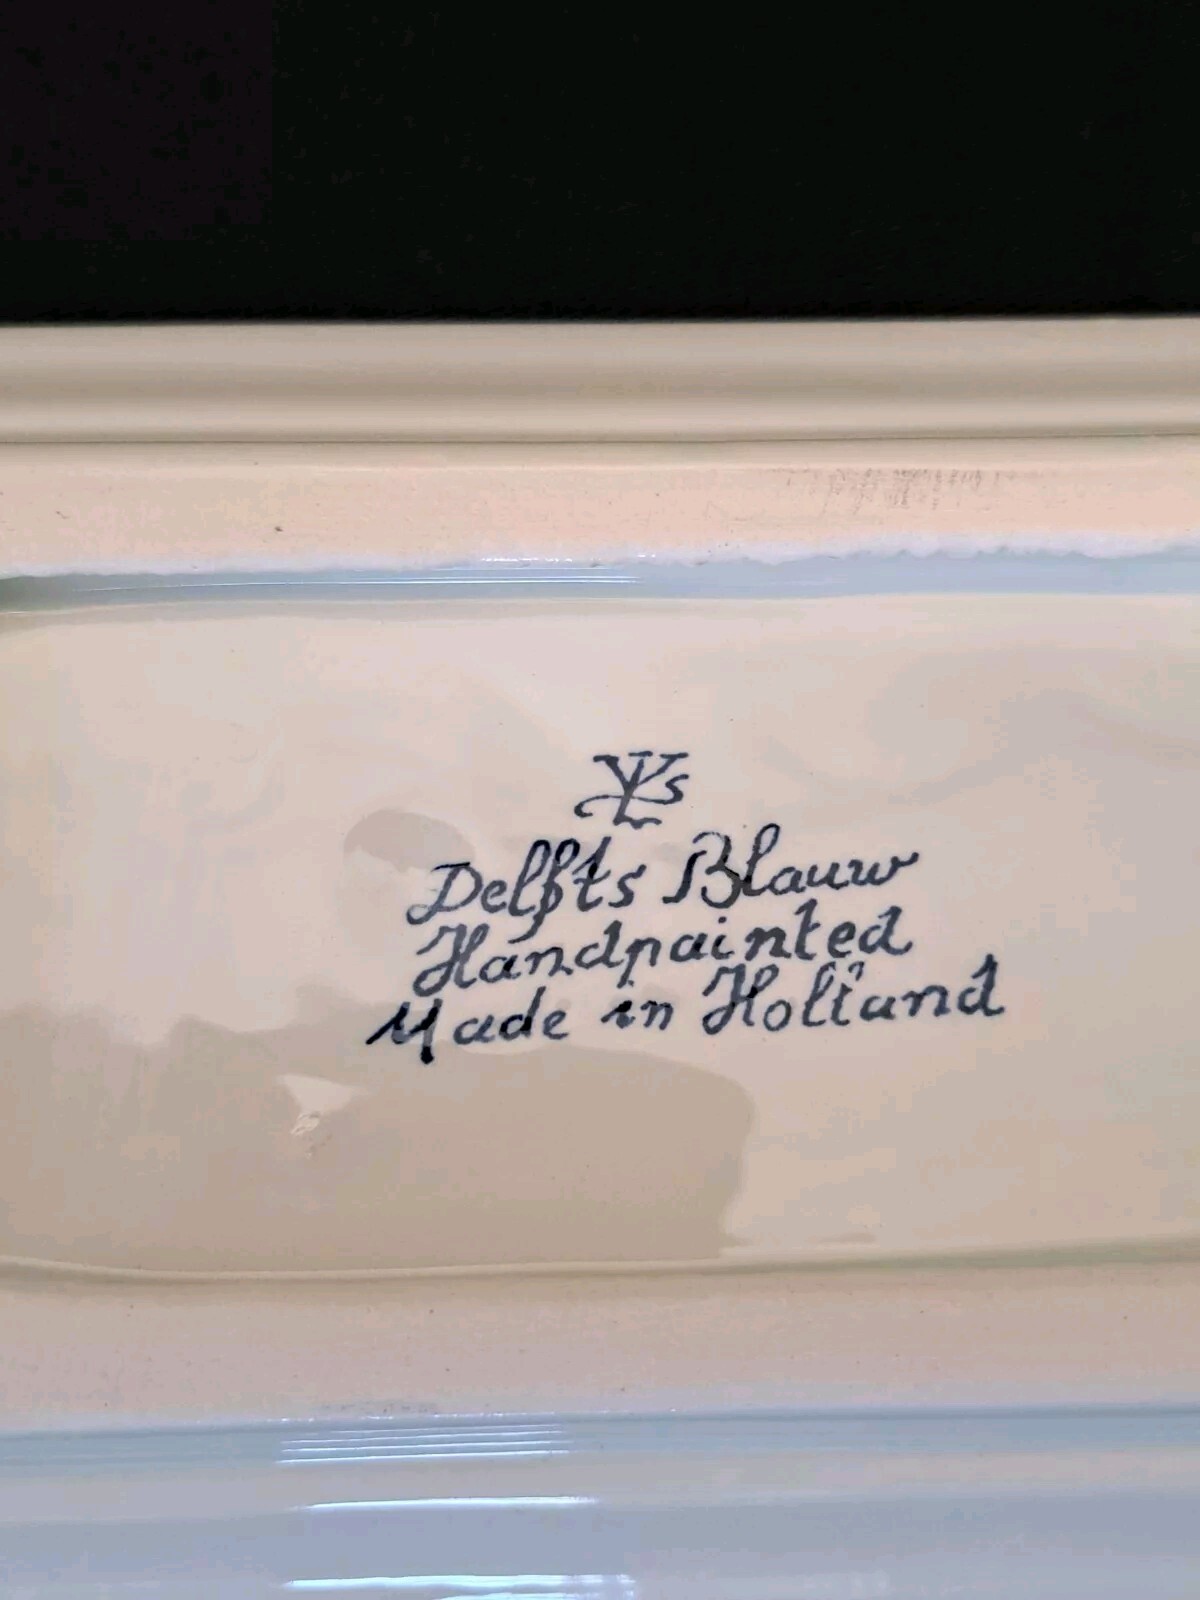 Delfts Blauw
Handpainted
Made in Holland